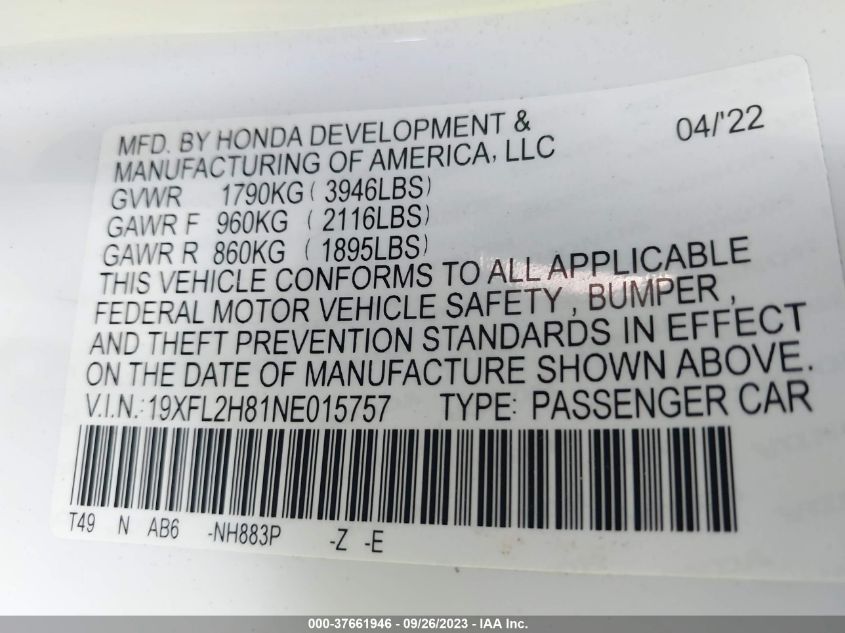 MFD. BY HONDA DEVELOPMENT & 04/'22
MANUFACTURING OF AMERICA, LLC
GVWR 1790KG ( 3946LBS)
GAWR F 960KG ( 2116LBS)
GAWR R 860KG ( 1895LBS)
THIS VEHICLE CONFORMS TO ALL APPLICABLE
FEDERAL MOTOR VEHICLE SAFETY , BUMPER ,
AND THEFT PREVENTION STANDARDS IN EFFECT
ON THE DATE OF MANUFACTURE SHOWN ABOVE.
V.I.N.: 19XFL2H81NE015757 TYPE: PASSENGER CAR
T49 N AB6 -NH883P -Z -E
000-37661946 - 09/26/2023 - IAA Inc.